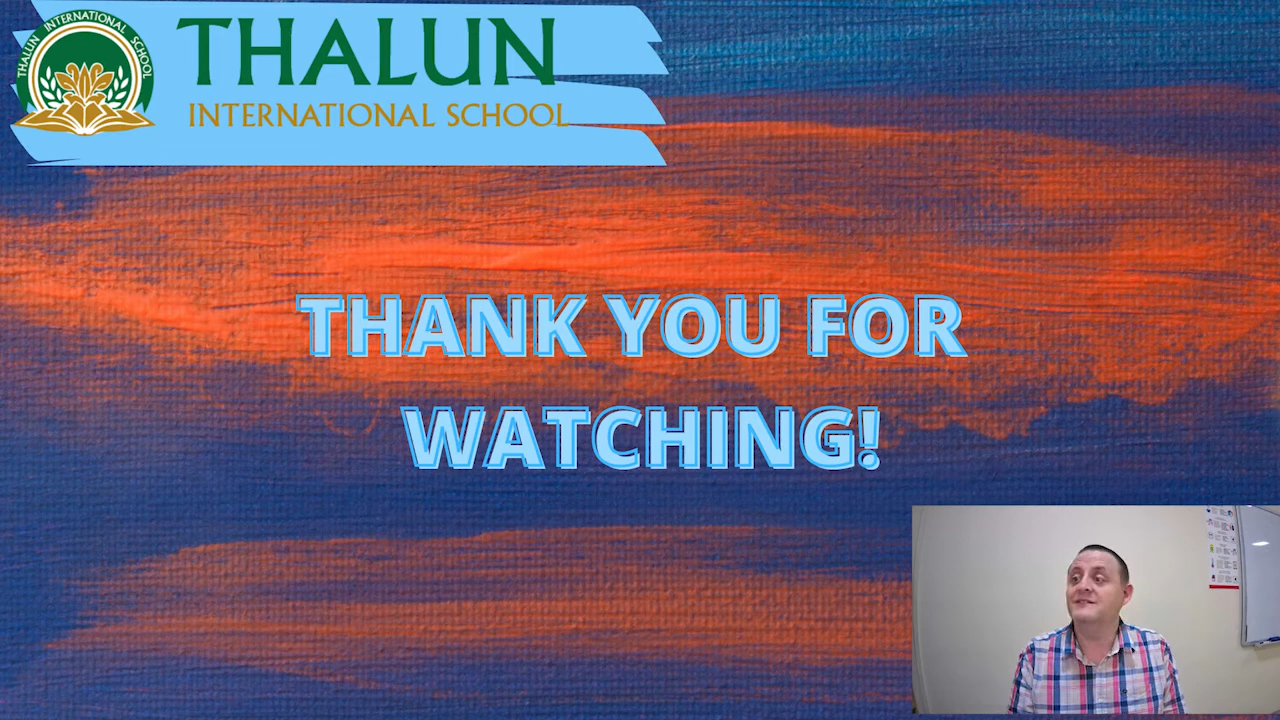 THALUN INTERNATIONAL SCHOOL
THALUN
INTERNATIONAL SCHOOL
THANK YOU FOR
WATCHING!